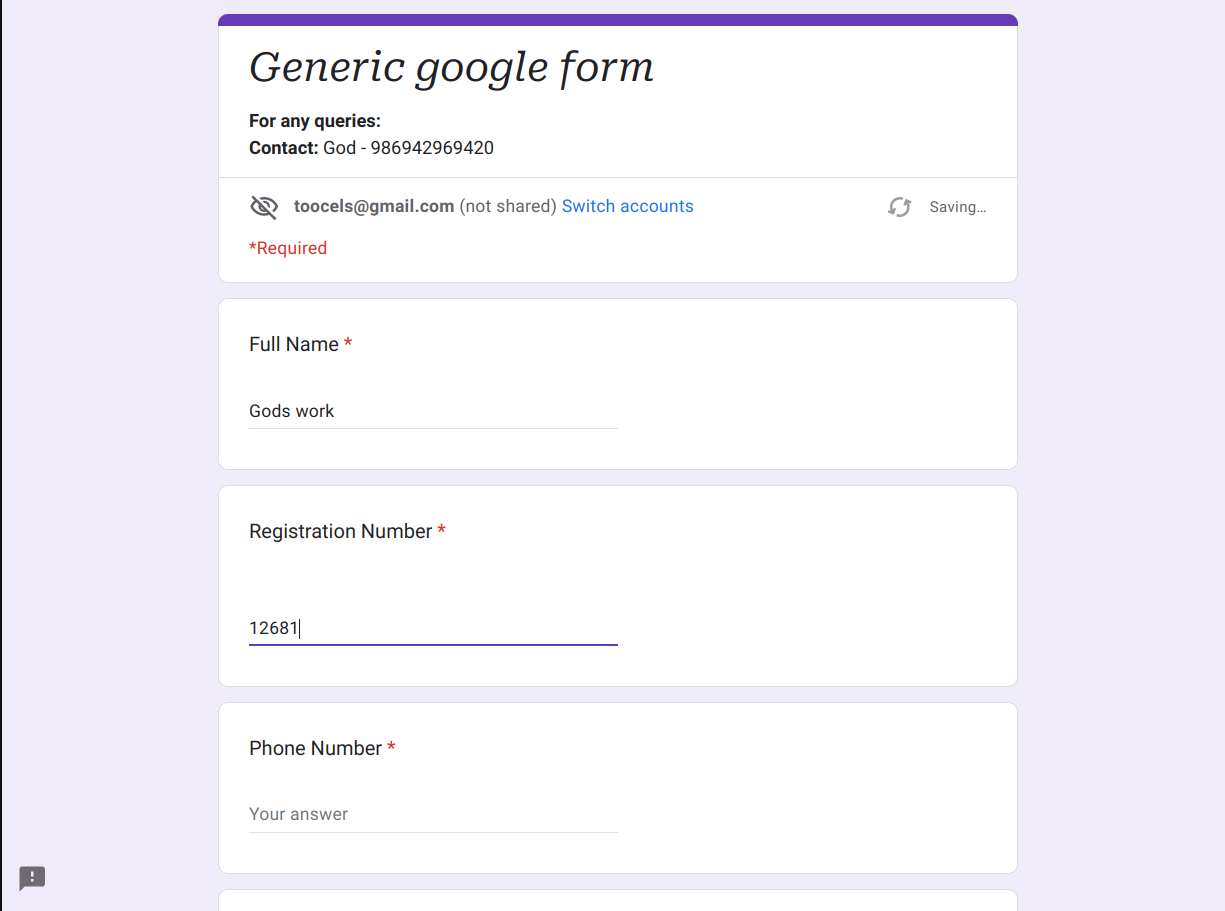 Generic google form
For any queries:
Contact: God - 986942969420
toocels@gmail.com (not shared) Switch accounts
Saving...
*Required
Full Name *
Gods work
Registration Number *
12681
Phone Number *
Your answer